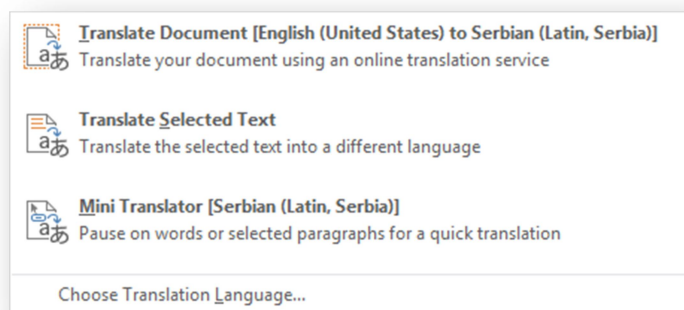 Translate Document [English (United States) to Serbian (Latin, Serbia)]
Translate your document using an online translation service
Translate Selected Text
Translate the selected text into a different language
Mini Translator [Serbian (Latin, Serbia)]
Pause on words or selected paragraphs for a quick translation
Choose Translation Language...